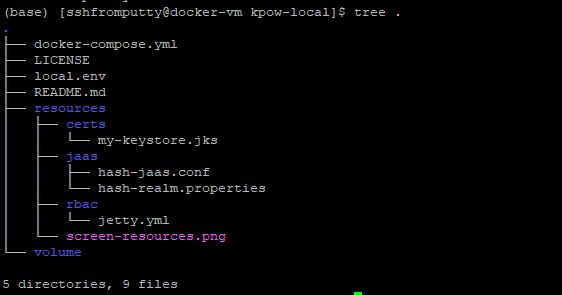 (base) [sshfromputty@docker-vm kpow-local]$ tree .
.
├── docker-compose.yml
├── LICENSE
├── local.env
├── README.md
├── resources
│   ├── certs
│   │   └── my-keystore.jks
│   ├── jaas
│   │   ├── hash-jaas.conf
│   │   └── hash-realm.properties
│   ├── rbac
│   │   └── jetty.yml
│   └── screen-resources.png
└── volume
5 directories, 9 files